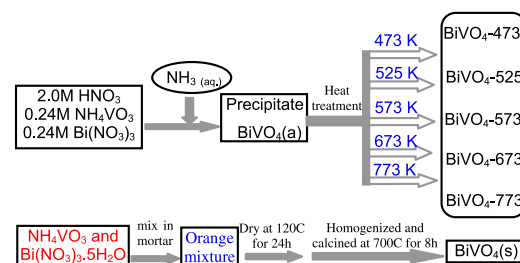 NH₃ (aq.)
2.0M HNO₃
0.24M NH₄VO₃
0.24M Bi(NO₃)₃
Precipitate
BiVO₄(a)
Heat
treatment
473 K
525 K
573 K
673 K
773 K
BiVO₄-473
BiVO₄-525
BiVO₄-573
BiVO₄-673
BiVO₄-773
NH₄VO₃ and
Bi(NO₃)₃.5H₂O
mix in
mortar
Orange
mixture
Dry at 120C
for 24h
Homogenized and
calcined at 700C for 8h
BiVO₄(s)